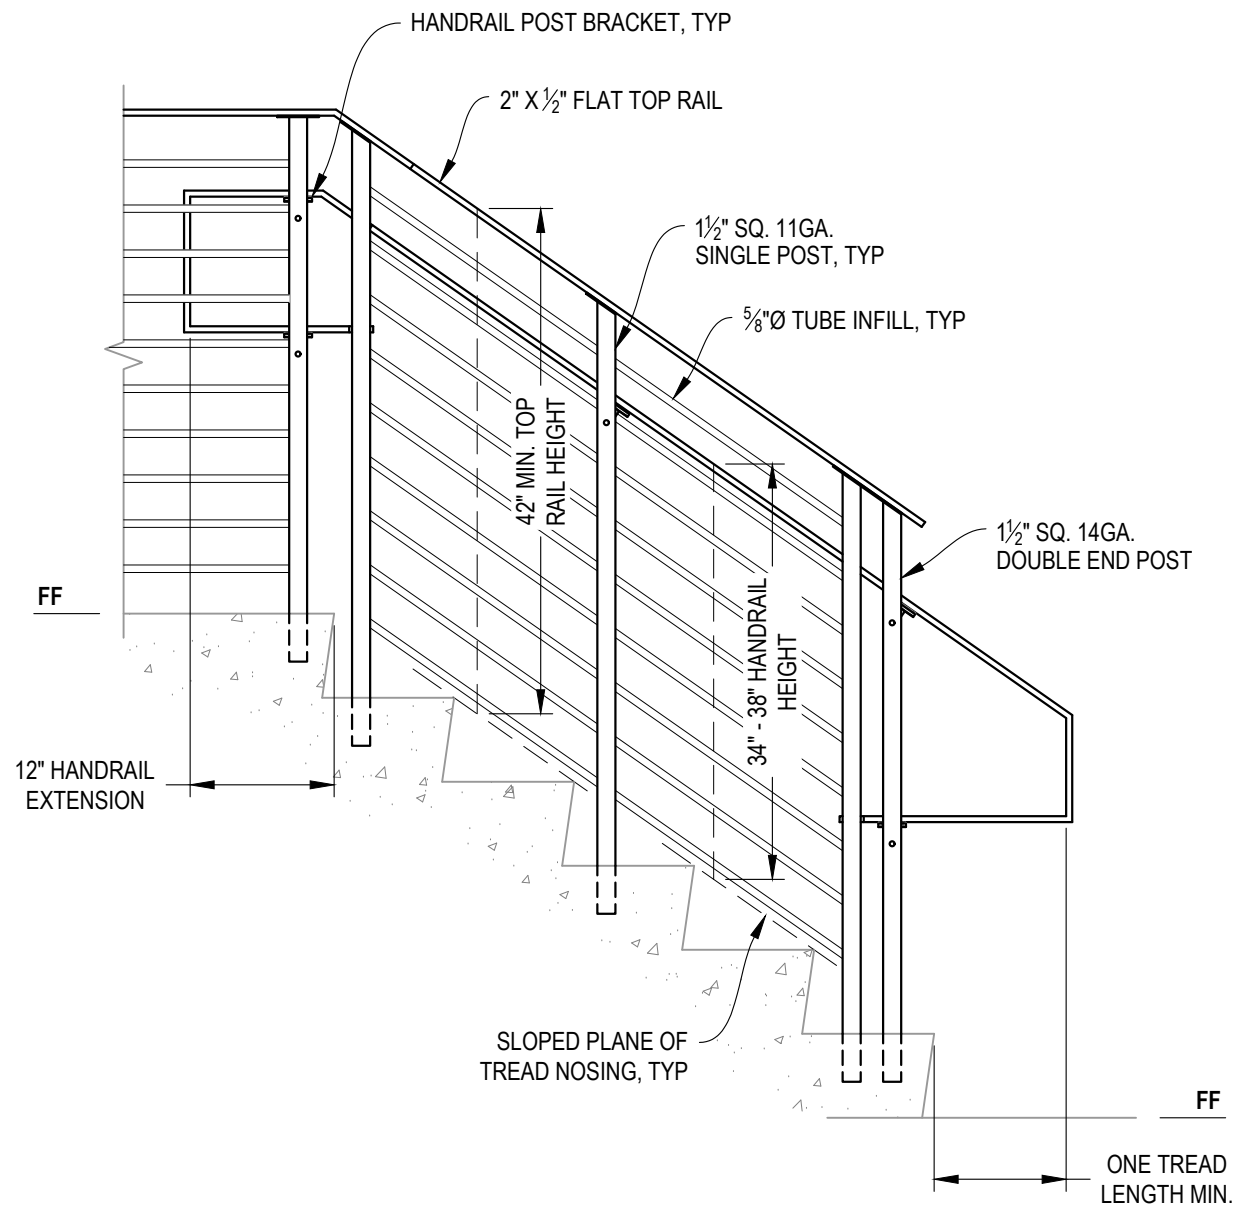 HANDRAIL POST BRACKET, TYP
2" X ½" FLAT TOP RAIL
1½" SQ. 11GA.
SINGLE POST, TYP
⅝"Ø TUBE INFILL, TYP
42" MIN. TOP
RAIL HEIGHT
1½" SQ. 14GA.
DOUBLE END POST
FF
34" - 38" HANDRAIL
HEIGHT
12" HANDRAIL
EXTENSION
SLOPED PLANE OF
TREAD NOSING, TYP
FF
ONE TREAD
LENGTH MIN.